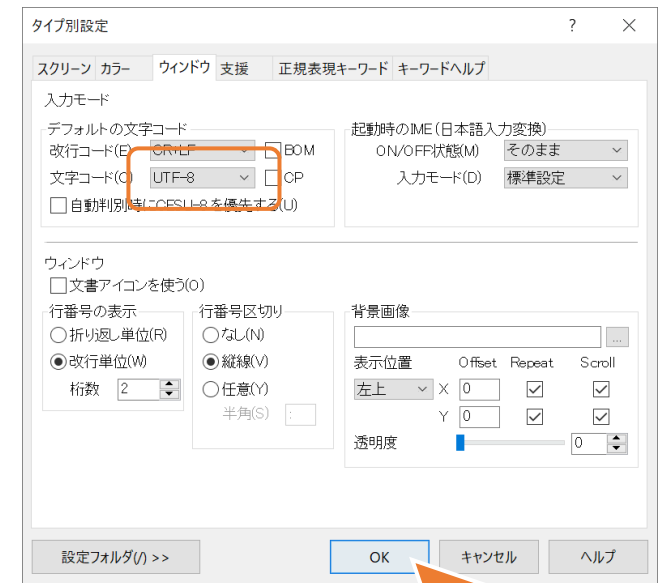 タイプ別設定 ? ×
スクリーン カラー ウィンドウ 支援 正規表現キーワード キーワードヘルプ
入力モード
デフォルトの文字コード
改行コード(E) CR+LF BOM
文字コード(C) UTF-8 CP
自動判別時にCESU-8を優先する(U)
起動時のIME(日本語入力変換)
ON/OFF状態(M) そのまま
入力モード(D) 標準設定
ウィンドウ
文書アイコンを使う(O)
行番号の表示
折り返し単位(R)
改行単位(W)
桁数 2
行番号区切り
なし(N)
縦線(V)
任意(Y)
半角(S) :
背景画像
...
表示位置 Offset Repeat Scroll
左上 X 0
Y 0
透明度 0
設定フォルダ(/) >> OK キャンセル ヘルプ